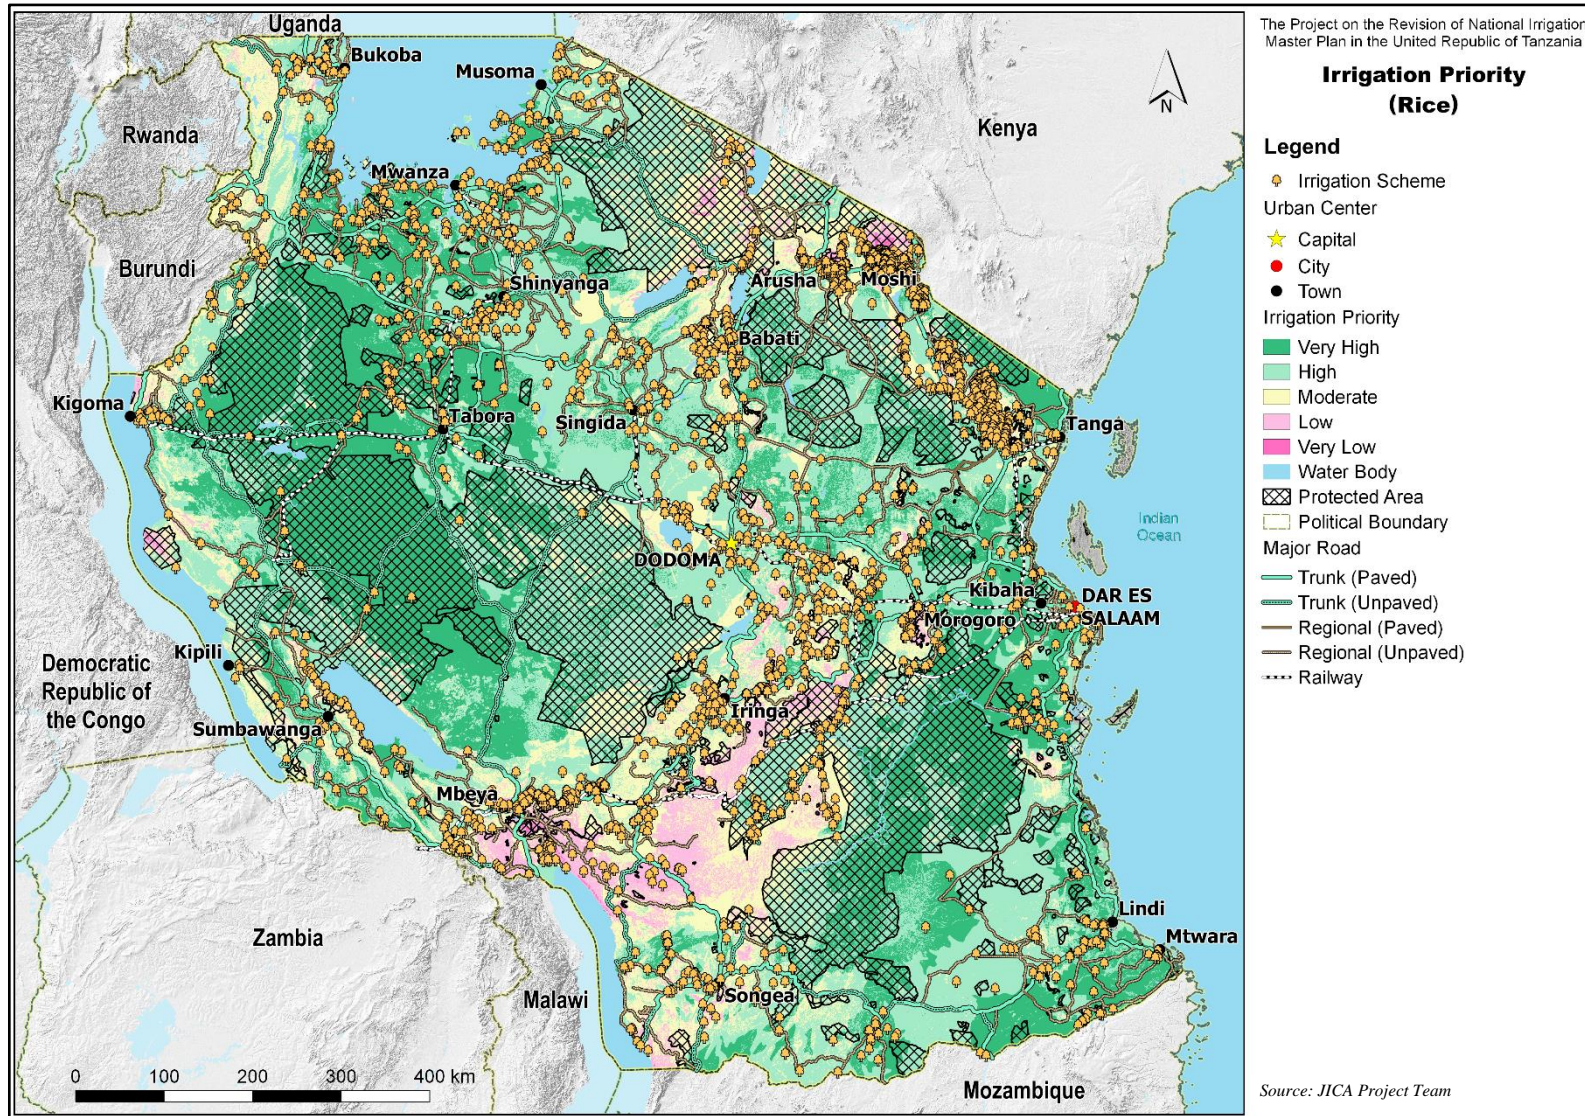 The Project on the Revision of National Irrigation
Master Plan in the United Republic of Tanzania
Irrigation Priority
(Rice)
Legend
Irrigation Scheme
Urban Center
Capital
City
Town
Irrigation Priority
Very High
High
Moderate
Low
Very Low
Water Body
Protected Area
Political Boundary
Major Road
Trunk (Paved)
Trunk (Unpaved)
Regional (Paved)
Regional (Unpaved)
Railway
Source: JICA Project Team
Uganda
Bukoba
Musoma
N
Kenya
Rwanda
Mwanza
Burundi
Shinyanga
Arusha
Moshi
Babati
Kigoma
Tabora
Singida
Tanga
Indian
Ocean
DODOMA
Kibaha
DAR ES
SALAAM
Morogoro
Kipili
Democratic
Republic of
the Congo
Sumbawanga
Iringa
Mbeya
Lindi
Mtwara
Zambia
Malawi
Songea
Mozambique
0 100 200 300 400 km